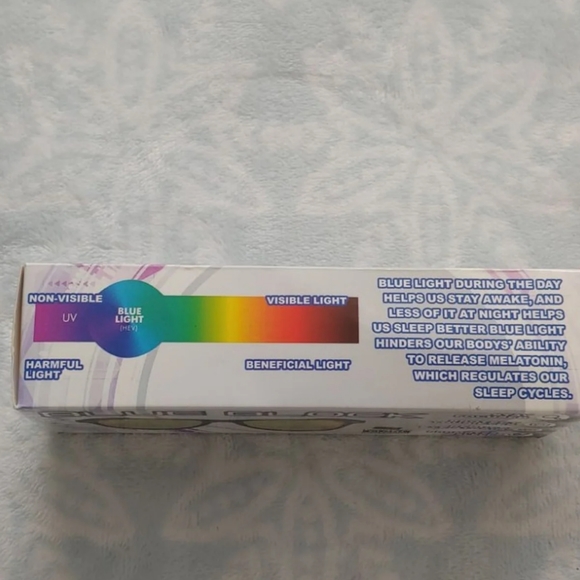 NON-VISIBLE
UV
BLUE
LIGHT
(HEV)
VISIBLE LIGHT
HARMFUL
LIGHT
BENEFICIAL LIGHT
BLUE LIGHT DURING THE DAY
HELPS US STAY AWAKE, AND
LESS OF IT AT NIGHT HELPS
US SLEEP BETTER BLUE LIGHT
HINDERS OUR BODYS' ABILITY
TO RELEASE MELATONIN,
WHICH REGULATES OUR
SLEEP CYCLES.
BLUE BLOCK